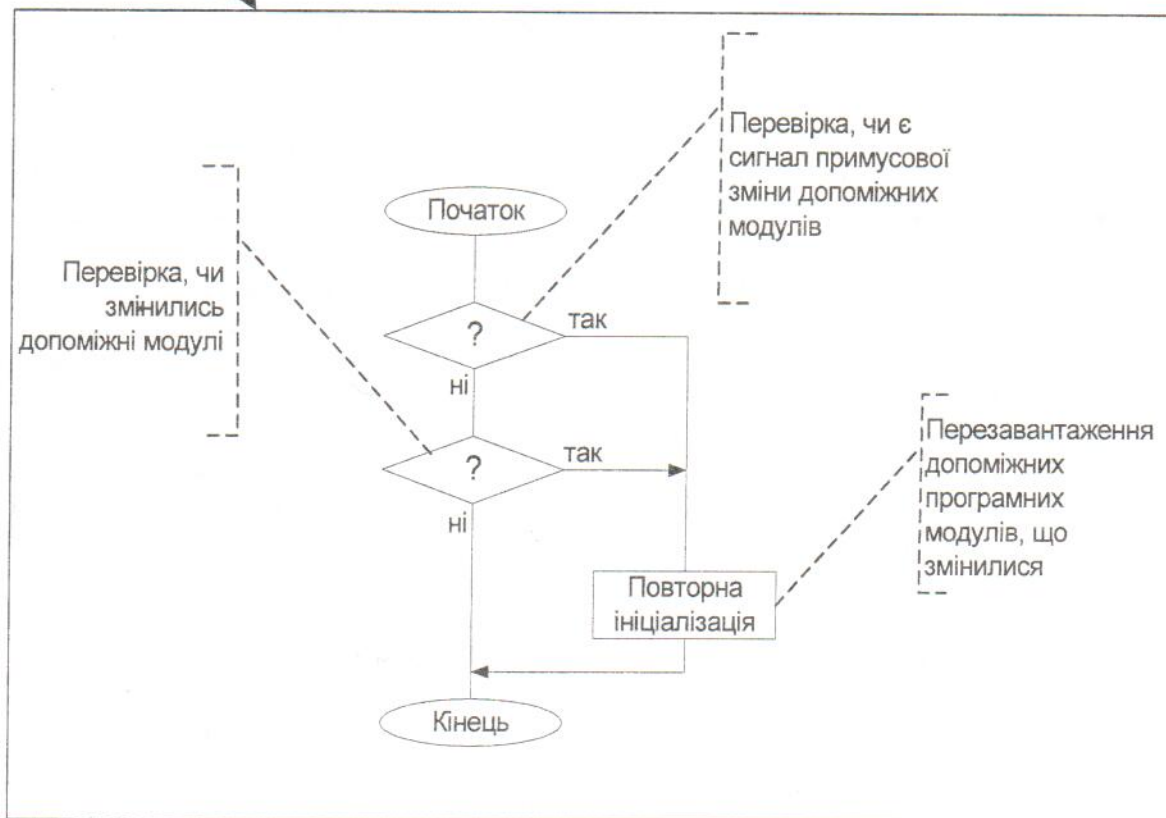 Перевірка, чи є
сигнал примусової
зміни допоміжних
модулів
Початок
Перевірка, чи
змінились
допоміжні модулі
?
так
ні
?
так
ні
Перезавантаження
допоміжних
програмних
модулів, що
змінилися
Повторна
ініціалізація
Кінець